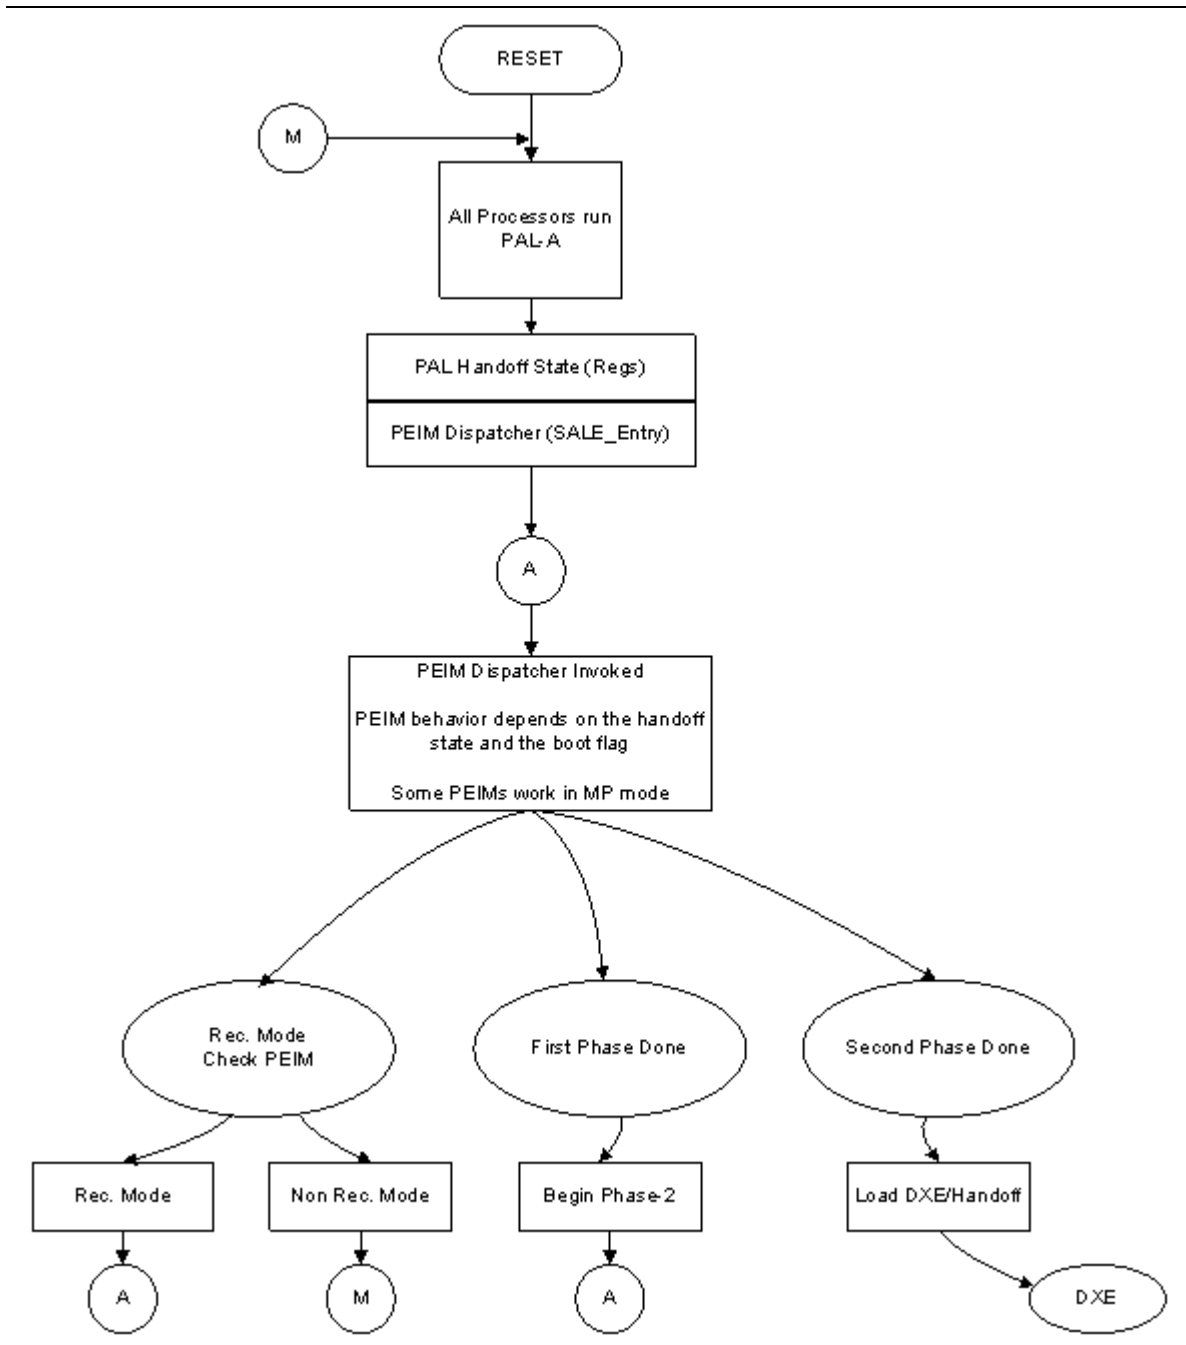 RESET
M
All Processors run
PAL-A
PAL Handoff State (Regs)
PEIM Dispatcher (SALE_Entry)
A
PEIM Dispatcher Invoked
PEIM behavior depends on the handoff
state and the boot flag
Some PEIMs work in MP mode
Rec. Mode
Check PEIM
First Phase Done
Second Phase Done
Rec. Mode
Non Rec. Mode
Begin Phase-2
Load DXE/Handoff
A
M
A
DXE